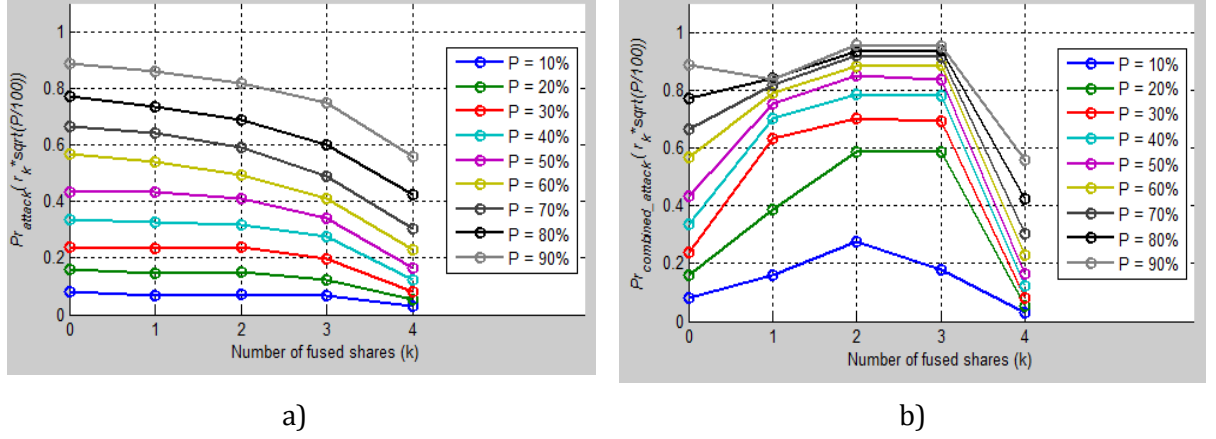 Pr_attack( r_k*sqrt(P/100))
1
0.8
0.6
0.4
0.2
0
0 1 2 3 4
Number of fused shares (k)
P = 10%
P = 20%
P = 30%
P = 40%
P = 50%
P = 60%
P = 70%
P = 80%
P = 90%
a)
Pr_combined_attack( r_k*sqrt(P/100))
1
0.8
0.6
0.4
0.2
0
0 1 2 3 4
Number of fused shares (k)
P = 10%
P = 20%
P = 30%
P = 40%
P = 50%
P = 60%
P = 70%
P = 80%
P = 90%
b)